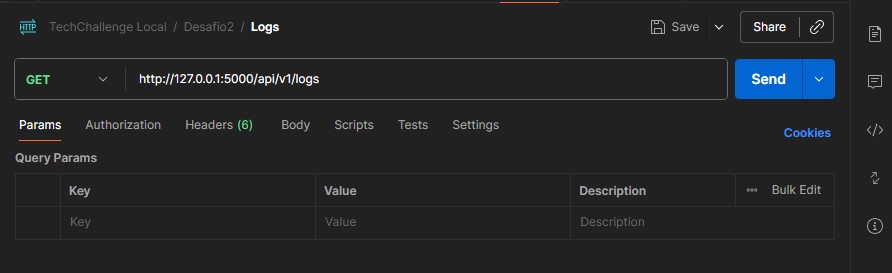 HTTP TechChallenge Local / Desafio2 / Logs Save Share
GET http://127.0.0.1:5000/api/v1/logs Send
Params Authorization Headers (6) Body Scripts Tests Settings Cookies
Query Params
Key Value Description ••• Bulk Edit
Key Value Description